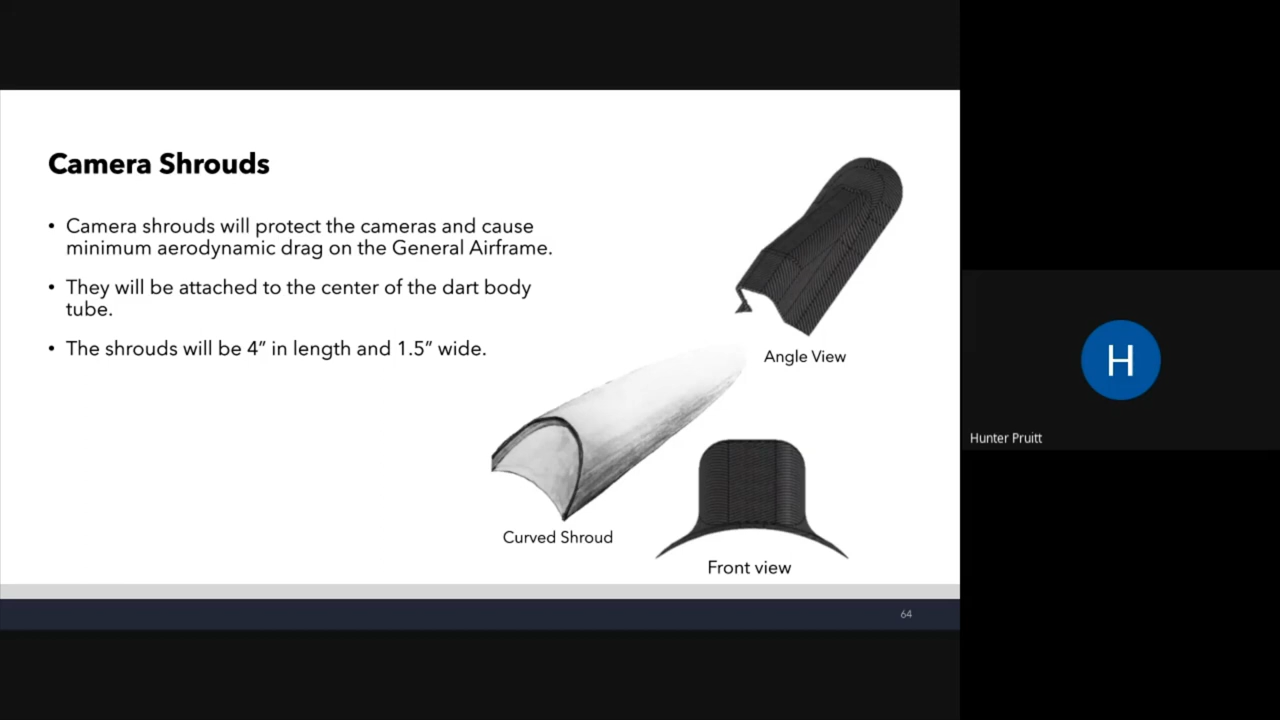 Camera Shrouds
• Camera shrouds will protect the cameras and cause
minimum aerodynamic drag on the General Airframe.
• They will be attached to the center of the dart body
tube.
• The shrouds will be 4” in length and 1.5” wide.
Angle View
Curved Shroud
Front view
64
H
Hunter Pruitt